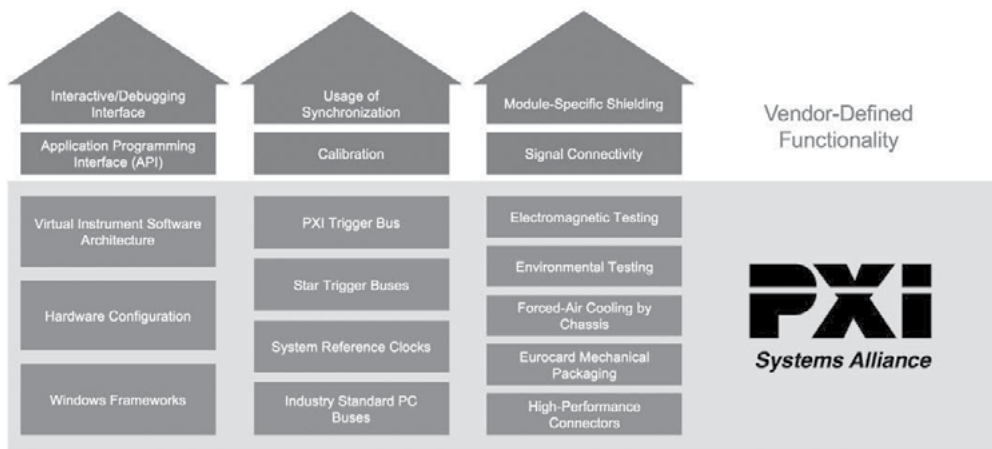 Interactive/Debugging
Interface
Application Programming
Interface (API)
Virtual Instrument Software
Architecture
Hardware Configuration
Windows Frameworks
Usage of
Synchronization
Calibration
PXI Trigger Bus
Star Trigger Buses
System Reference Clocks
Industry Standard PC
Buses
Module-Specific Shielding
Signal Connectivity
Electromagnetic Testing
Environmental Testing
Forced-Air Cooling by
Chassis
Eurocard Mechanical
Packaging
High-Performance
Connectors
Vendor-Defined
Functionality
PXI
Systems Alliance